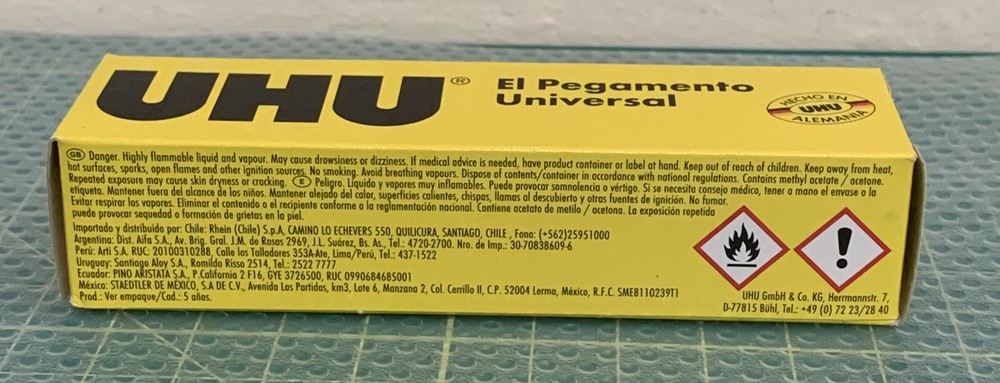 UHU®
El Pegamento
Universal
HECHO EN
UHU
ALEMANIA
GB Danger. Highly flammable liquid and vapour. May cause drowsiness or dizziness. If medical advice is needed, have product container or label at hand. Keep out of reach of children. Keep away from heat,
hot surfaces, sparks, open flames and other ignition sources. No smoking. Avoid breathing vapours. Dispose of contents/container in accordance with national regulations. Contains methyl acetate / acetone.
Repeated exposure may cause skin dryness or cracking. E Peligro. Líquido y vapores muy inflamables. Puede provocar somnolencia o vértigo. Si se necesita consejo médico, tener a mano el envase o la
etiqueta. Mantener fuera del alcance de los niños. Mantener alejado del calor, superficies calientes, chispas, llamas al descubierto y otras fuentes de ignición. No fumar.
Evitar respirar los vapores. Eliminar el contenido o el recipiente conforme a la reglamentación nacional. Contiene acetato de metilo / acetona. La exposición repetida
puede provocar sequedad o formación de grietas en la piel.
Importado y distribuido por: Chile: Rhein (Chile) S.p.A, CAMINO LO ECHEVERS 550, QUILICURA, SANTIAGO, CHILE, Fono: (+562)25951000
Argentina: Dist. Aifa S.A., Av. Brig. Gral. J.M. de Rosas 2969, J.L. Suárez, Bs. As., Tel.: 4720-2700. Nro. de Imp.: 30-70838609-6
Perú: Arti S.A. RUC: 20100310288, Calle los Talladores 353A-Ate, Lima/Perú, Tel.: 437-1522
Uruguay: Santiago Aloy S.A., Romildo Risso 2514, Tel.: 2522 7777
Ecuador: PINO ARISTATA S.A., P.California 2 F16, GYE 3726500, RUC 0990684685001
México: STAEDTLER DE MÉXICO, S.A DE C.V., Avenida Las Partidas, km3, Lote 6, Manzana 2, Col. Cerrillo II, C.P. 52004 Lerma, México, R.F.C. SME8110239T1
Prod.: Ver empaque/Cad.: 5 años.
UHU GmbH & Co. KG, Herrmannstr. 7,
D-77815 Bühl, Tel.: +49 (0) 72 23/28 40